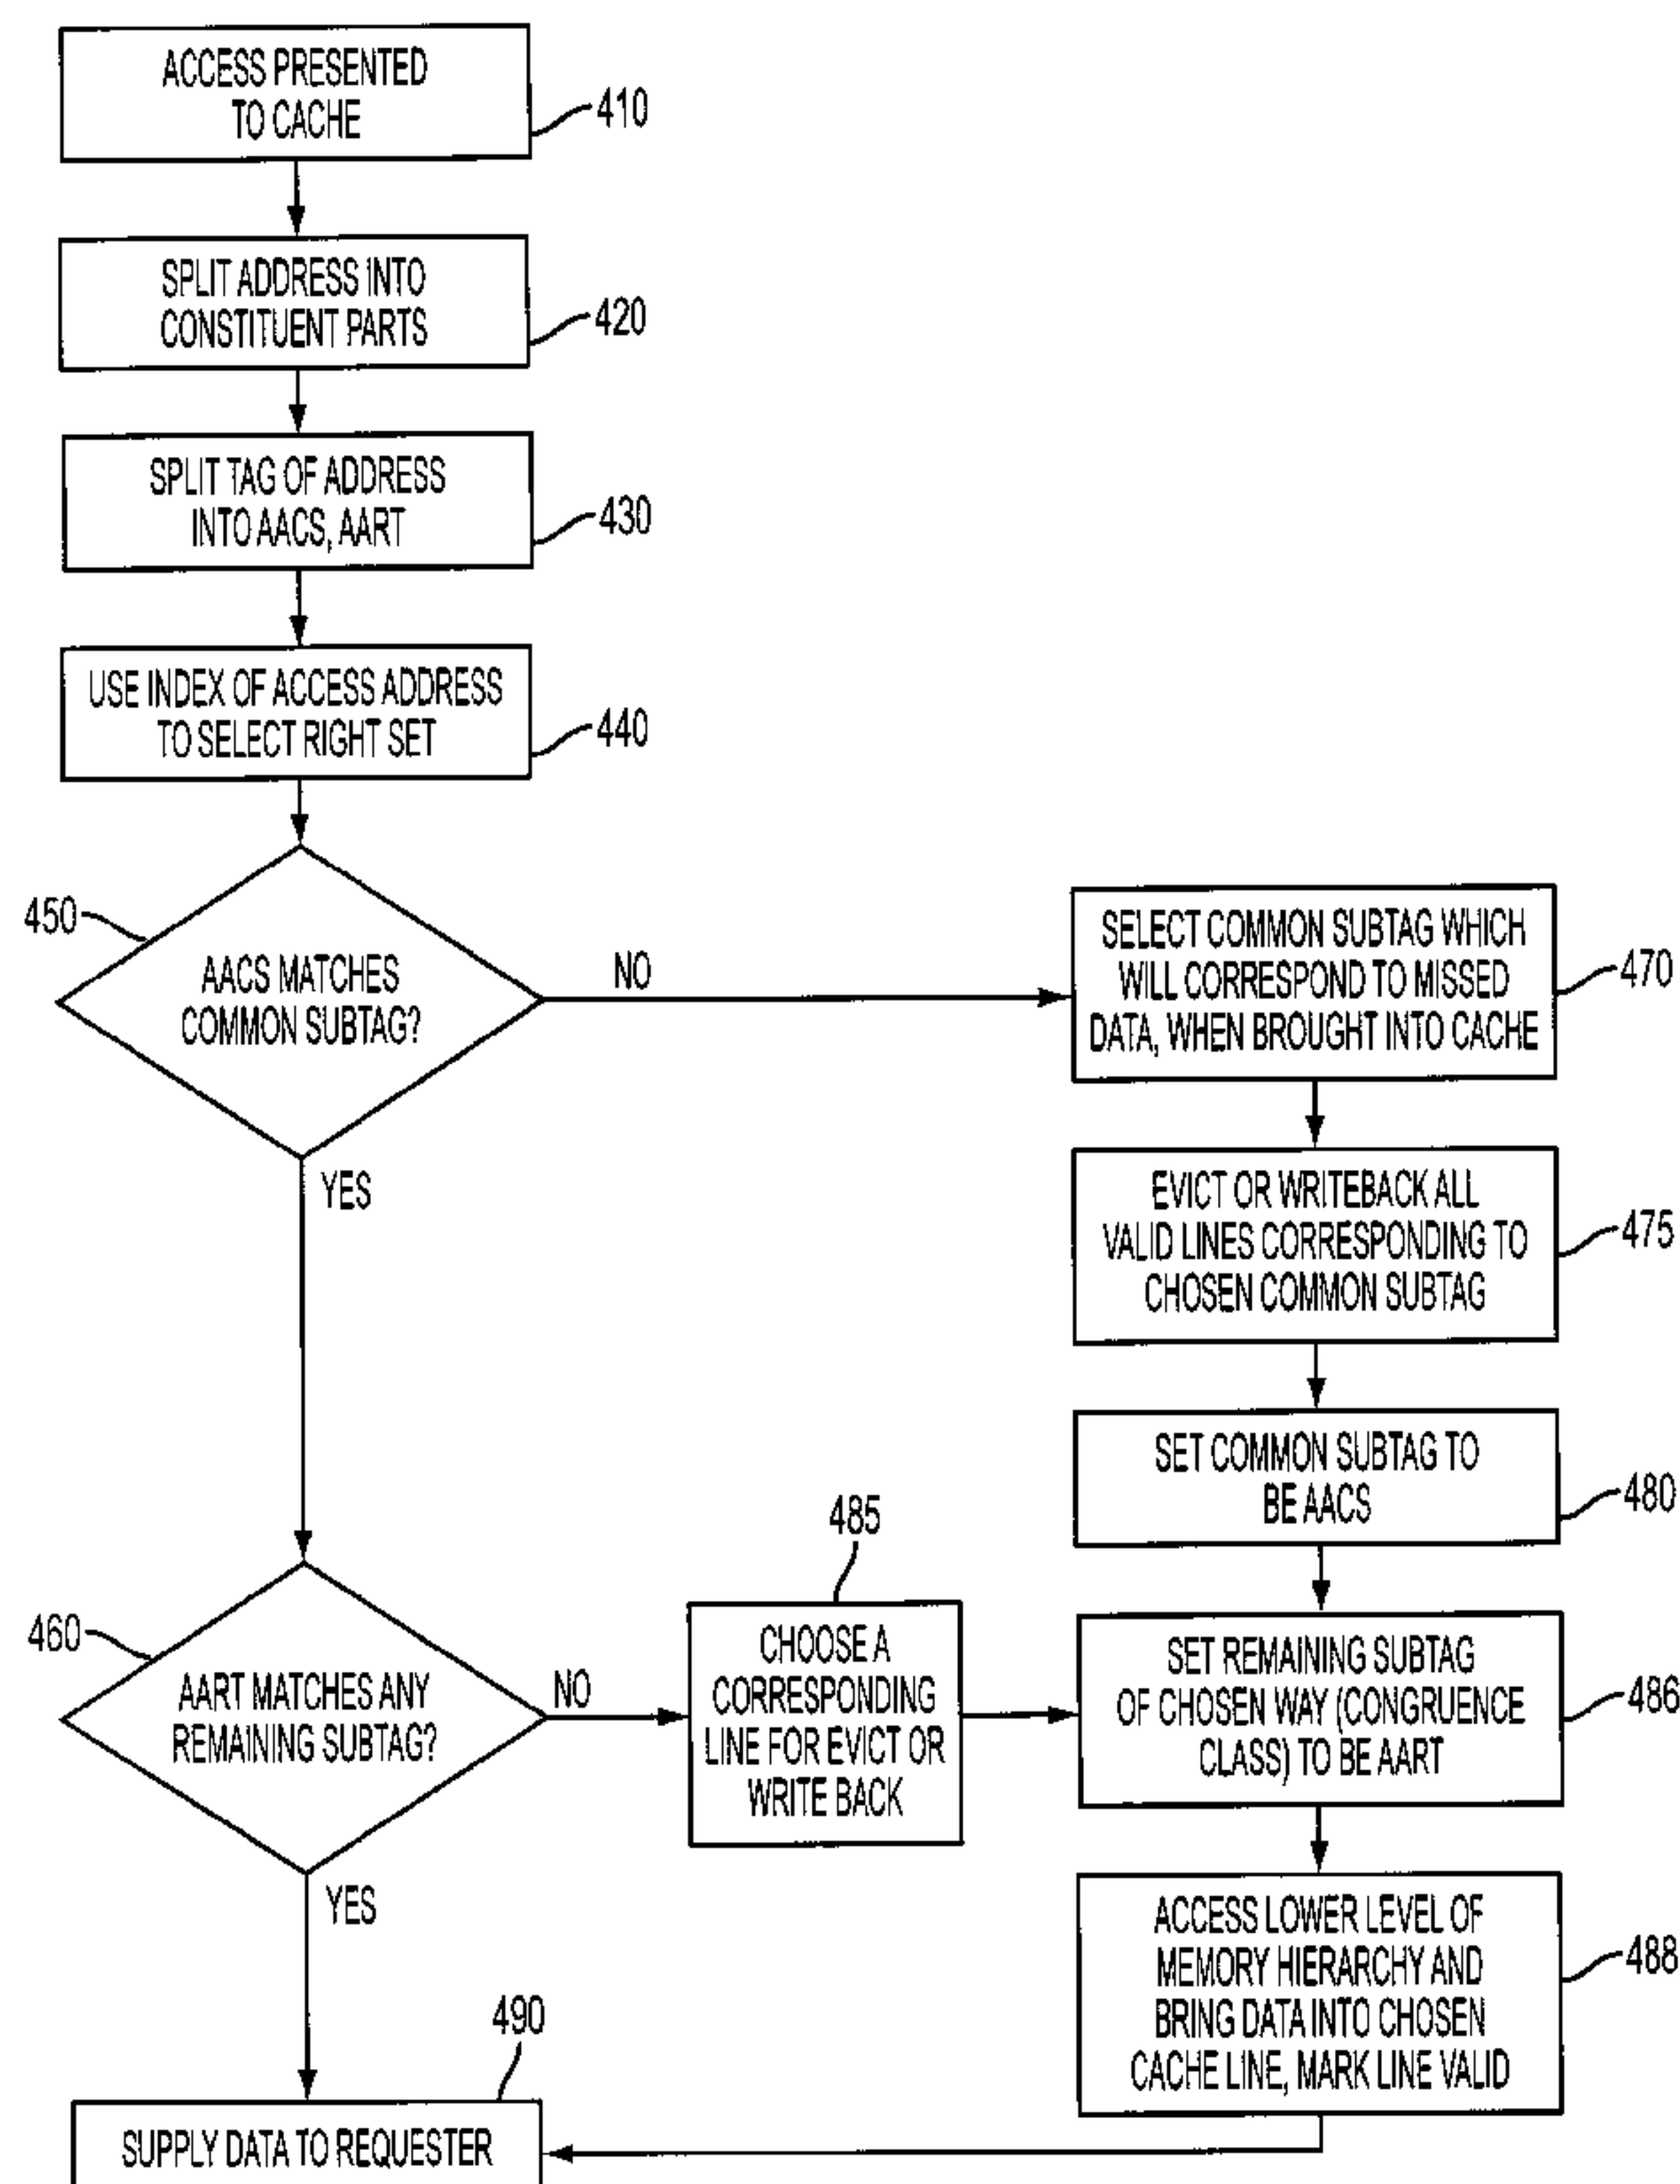 ACCESS PRESENTED
TO CACHE
410
SPLIT ADDRESS INTO
CONSTITUENT PARTS
420
SPLIT TAG OF ADDRESS
INTO AACS, AART
430
USE INDEX OF ACCESS ADDRESS
TO SELECT RIGHT SET
440
450
AACS MATCHES
COMMON SUBTAG?
NO
YES
SELECT COMMON SUBTAG WHICH
WILL CORRESPOND TO MISSED
DATA, WHEN BROUGHT INTO CACHE
470
EVICT OR WRITEBACK ALL
VALID LINES CORRESPONDING TO
CHOSEN COMMON SUBTAG
475
SET COMMON SUBTAG TO
BE AACS
480
460
AART MATCHES ANY
REMAINING SUBTAG?
NO
YES
485
CHOOSE A
CORRESPONDING
LINE FOR EVICT OR
WRITE BACK
SET REMAINING SUBTAG
OF CHOSEN WAY (CONGRUENCE
CLASS) TO BE AART
486
ACCESS LOWER LEVEL OF
MEMORY HIERARCHY AND
BRING DATA INTO CHOSEN
CACHE LINE, MARK LINE VALID
488
490
SUPPLY DATA TO REQUESTER